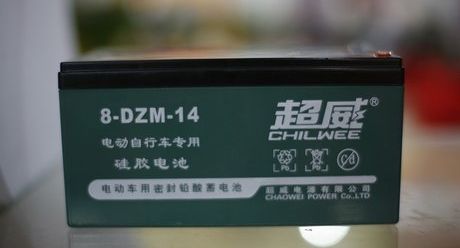 8-DZM-14
电动自行车专用
硅胶电池
电动车用密封铅酸蓄电池
超威®
CHILWEE
Pb
Pb
超威电源有限公司
CHAOWEI POWER Co.,LTD